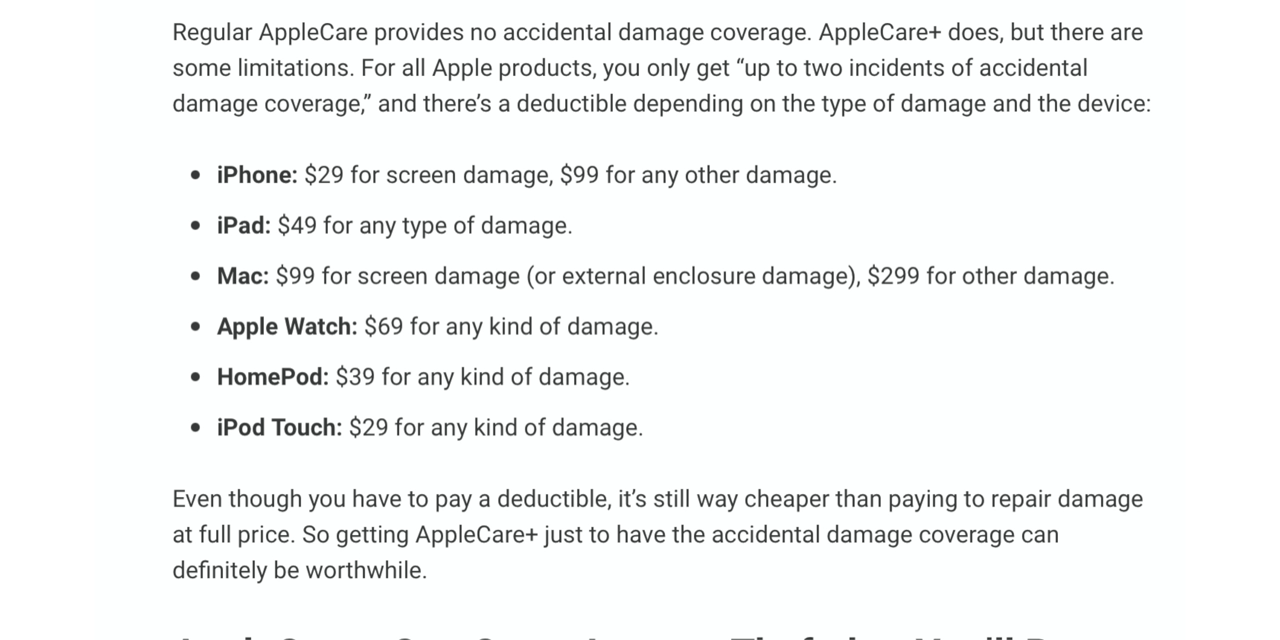 Regular AppleCare provides no accidental damage coverage. AppleCare+ does, but there are
some limitations. For all Apple products, you only get “up to two incidents of accidental
damage coverage,” and there’s a deductible depending on the type of damage and the device:
• iPhone: $29 for screen damage, $99 for any other damage.
• iPad: $49 for any type of damage.
• Mac: $99 for screen damage (or external enclosure damage), $299 for other damage.
• Apple Watch: $69 for any kind of damage.
• HomePod: $39 for any kind of damage.
• iPod Touch: $29 for any kind of damage.
Even though you have to pay a deductible, it’s still way cheaper than paying to repair damage
at full price. So getting AppleCare+ just to have the accidental damage coverage can
definitely be worthwhile.